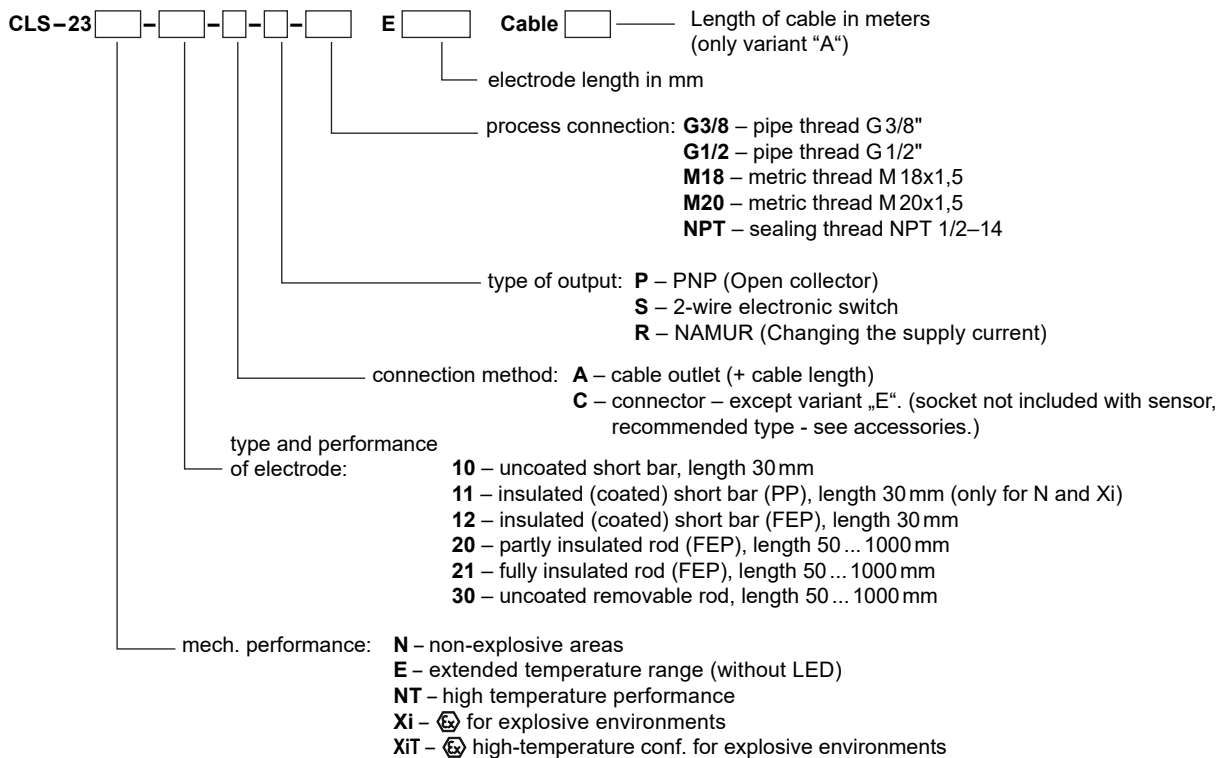 CLS–23 – – – – E Cable Length of cable in meters
(only variant “A“)
electrode length in mm
process connection: G3/8 – pipe thread G 3/8"
G1/2 – pipe thread G 1/2"
M18 – metric thread M 18x1,5
M20 – metric thread M 20x1,5
NPT – sealing thread NPT 1/2–14
type of output: P – PNP (Open collector)
S – 2-wire electronic switch
R – NAMUR (Changing the supply current)
connection method: A – cable outlet (+ cable length)
C – connector – except variant „E“. (socket not included with sensor,
recommended type - see accessories.)
type and performance
of electrode:
10 – uncoated short bar, length 30 mm
11 – insulated (coated) short bar (PP), length 30 mm (only for N and Xi)
12 – insulated (coated) short bar (FEP), length 30 mm
20 – partly insulated rod (FEP), length 50 ... 1000 mm
21 – fully insulated rod (FEP), length 50 ... 1000 mm
30 – uncoated removable rod, length 50 ... 1000 mm
mech. performance: N – non-explosive areas
E – extended temperature range (without LED)
NT – high temperature performance
Xi – Ex for explosive environments
XiT – Ex high-temperature conf. for explosive environments